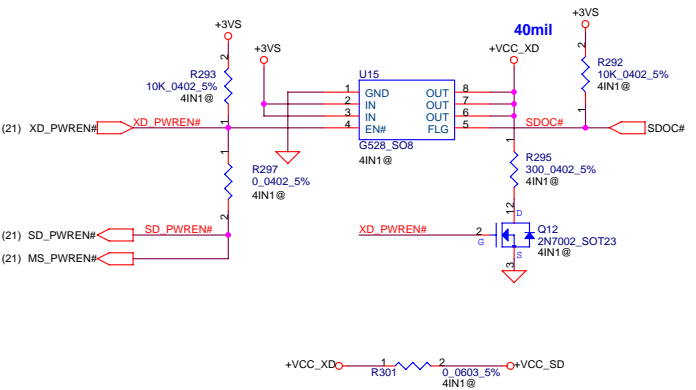 40mil
+3VS
+3VS
+3VS
+VCC_XD
2
R293
10K_0402_5%
4IN1@
1
U15
1 GND OUT 8
2 IN OUT 7
3 IN OUT 6
4 EN# FLG 5
G528_SO8
4IN1@
2
R292
10K_0402_5%
4IN1@
1
(21) XD_PWREN# XD_PWREN#
SDOC# SDOC#
1
R297
0_0402_5%
4IN1@
2
1
R295
300_0402_5%
4IN1@
12
(21) SD_PWREN# SD_PWREN#
(21) MS_PWREN#
XD_PWREN# 2 G
D
S
3
Q12
2N7002_SOT23
4IN1@
+VCC_XD 1 2 +VCC_SD
R301 0_0603_5%
4IN1@